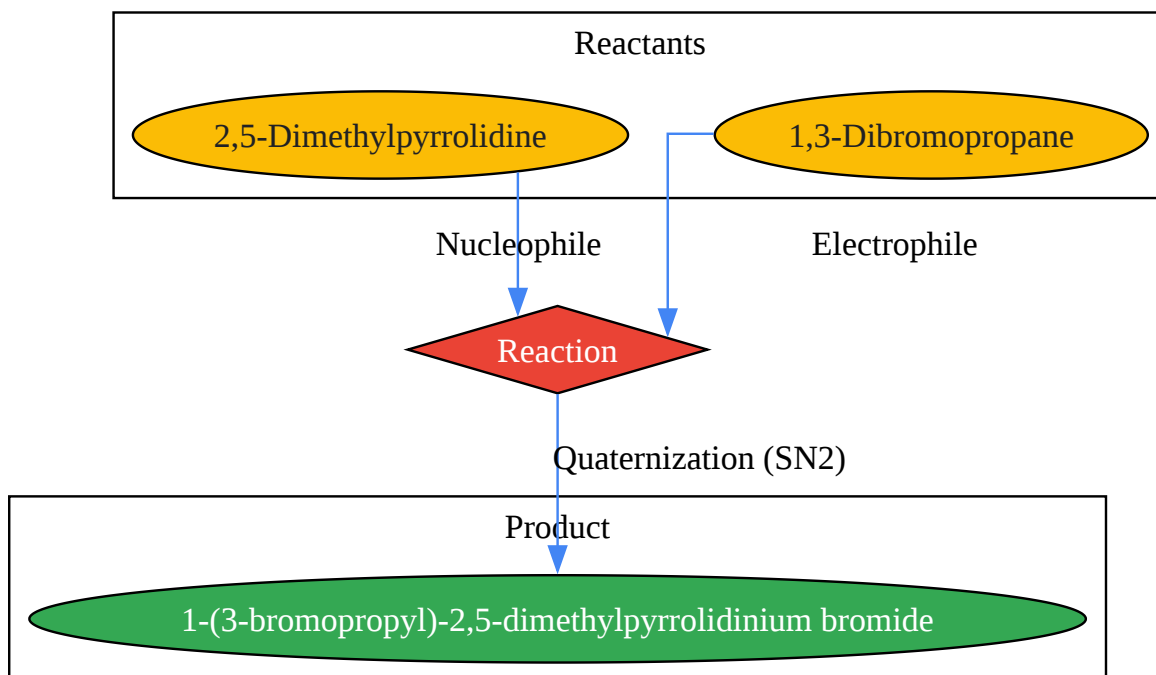 Reactants
2,5-Dimethylpyrrolidine
1,3-Dibromopropane
Nucleophile
Electrophile
Reaction
Quaternization (SN2)
Product
1-(3-bromopropyl)-2,5-dimethylpyrrolidinium bromide